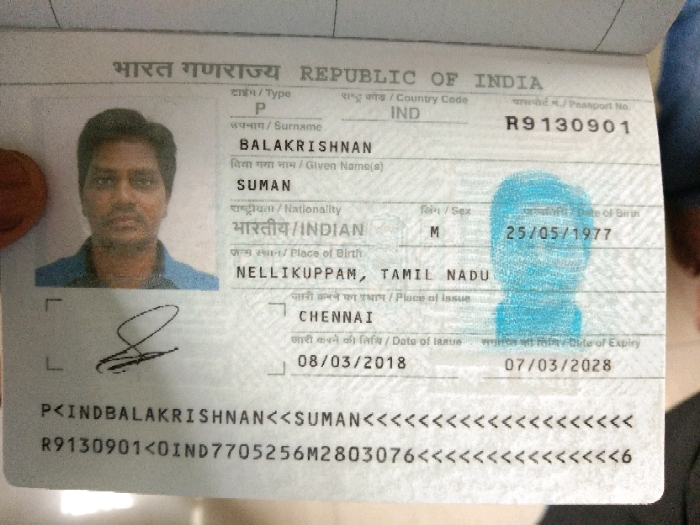 भारत गणराज्य REPUBLIC OF INDIA
टाईप / Type
राष्ट्र कोड / Country Code
पासपोर्ट नं. / Passport No.
P
IND
R9130901
उपनाम / Surname
BALAKRISHNAN
दिया गया नाम / Given Name(s)
SUMAN
राष्ट्रीयता / Nationality
लिंग / Sex
जन्मतिथि / Date of Birth
भारतीय/INDIAN
M
25/05/1977
जन्म स्थान / Place of Birth
NELLIKUPPAM, TAMIL NADU
जारी करने का स्थान / Place of Issue
CHENNAI
जारी करने की तिथि / Date of Issue
समाप्ति की तिथि / Date of Expiry
08/03/2018
07/03/2028
P<INDBALAKRISHNAN<<SUMAN<<<<<<<<<<<<<<<<<<<<
R9130901<0IND7705256M2803076<<<<<<<<<<<<<<<6